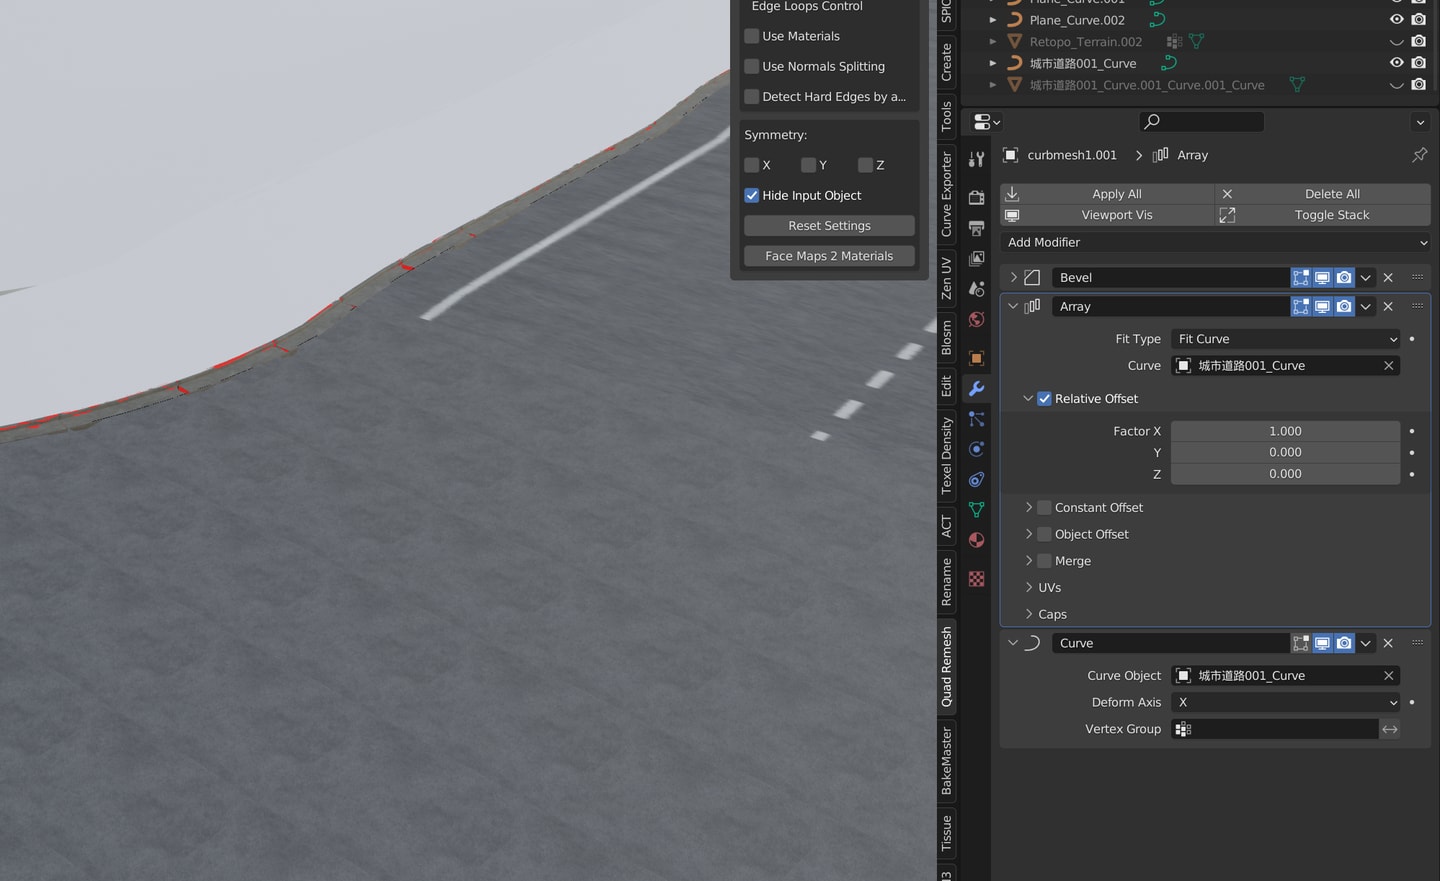 Edge Loops Control
Use Materials
Use Normals Splitting
Detect Hard Edges by a...
Symmetry:
X Y Z
Hide Input Object
Reset Settings
Face Maps 2 Materials
Create
Tools
Curve Exporter
Zen UV
Blosm
Edit
Texel Density
ACT
Rename
Quad Remesh
BakeMaster
Tissue
Plane_Curve.001
Plane_Curve.002
Retopo_Terrain.002
城市道路001_Curve
城市道路001_Curve.001_Curve.001_Curve
curbmesh1.001 > Array
Apply All Delete All
Viewport Vis Toggle Stack
Add Modifier
Bevel
Array
Fit Type Fit Curve
Curve 城市道路001_Curve
Relative Offset
Factor X 1.000
Y 0.000
Z 0.000
Constant Offset
Object Offset
Merge
UVs
Caps
Curve
Curve Object 城市道路001_Curve
Deform Axis X
Vertex Group